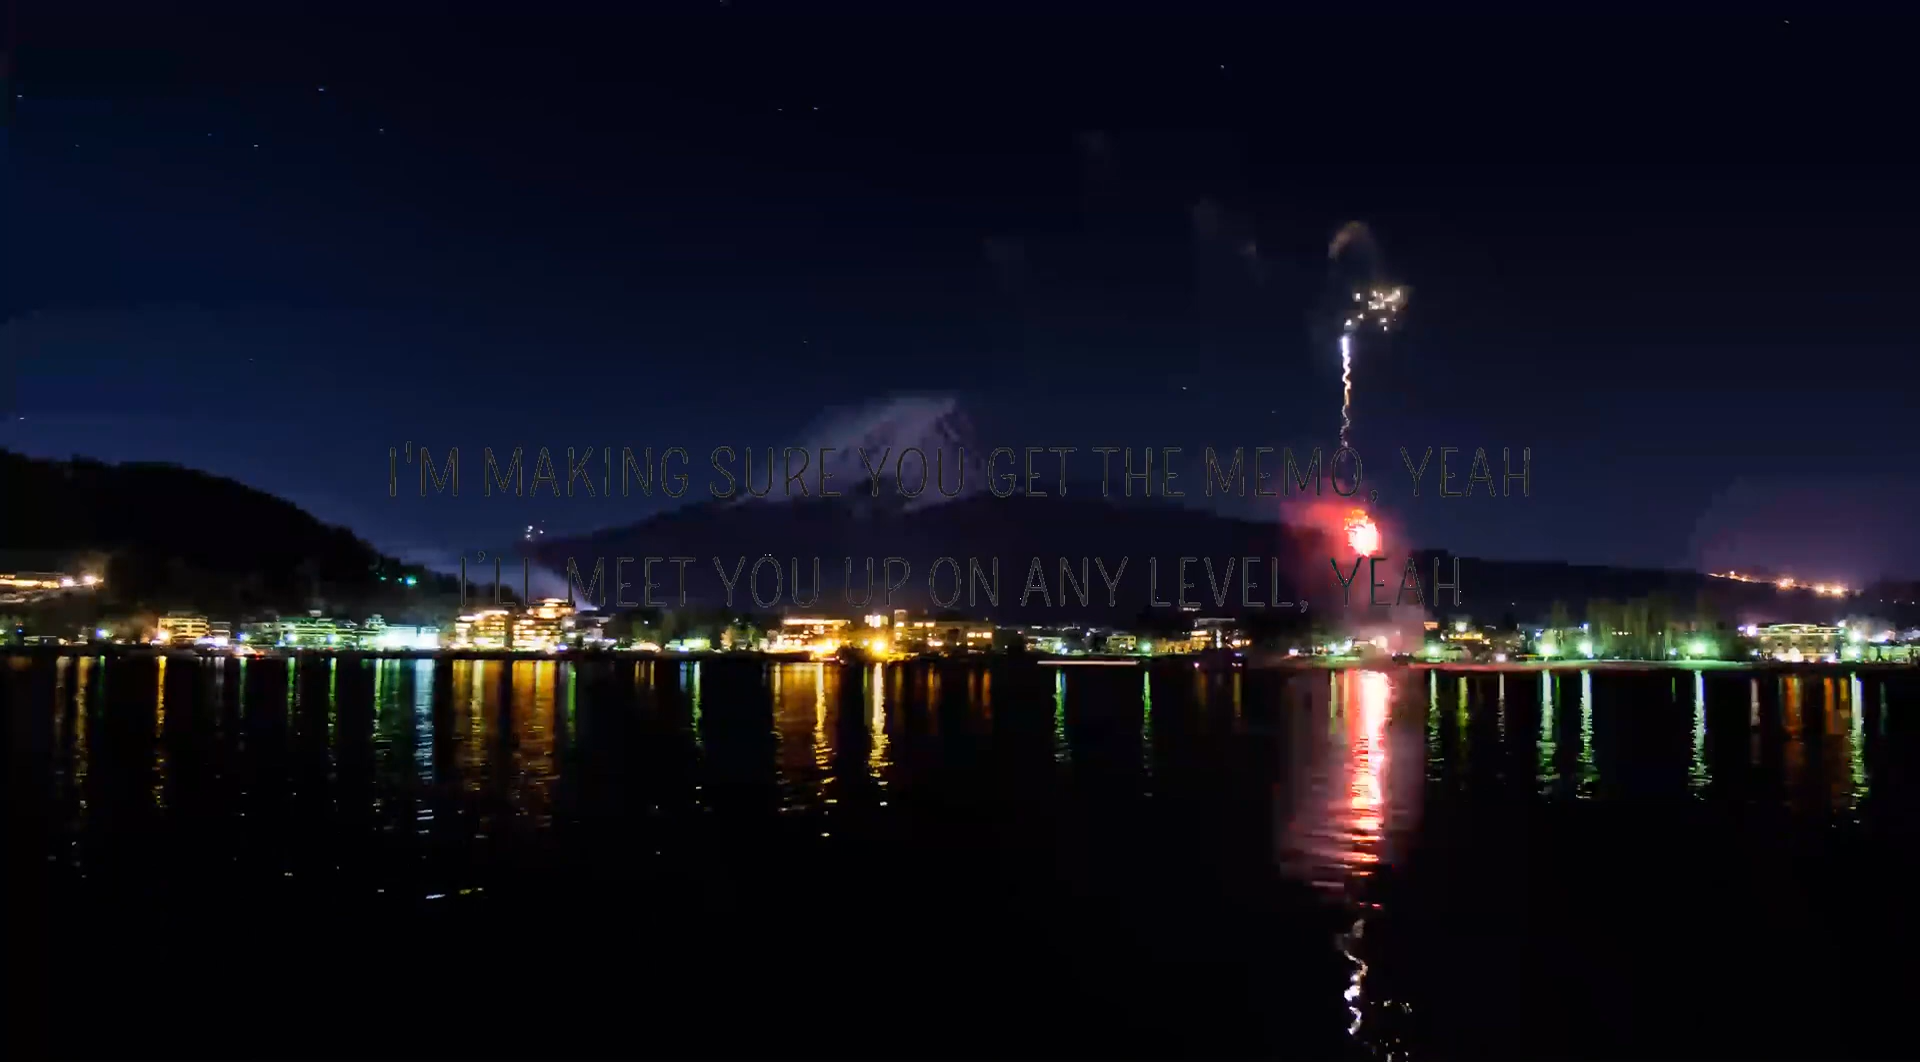 I'M MAKING SURE YOU GET THE MEMO, YEAH
I'LL MEET YOU UP ON ANY LEVEL, YEAH